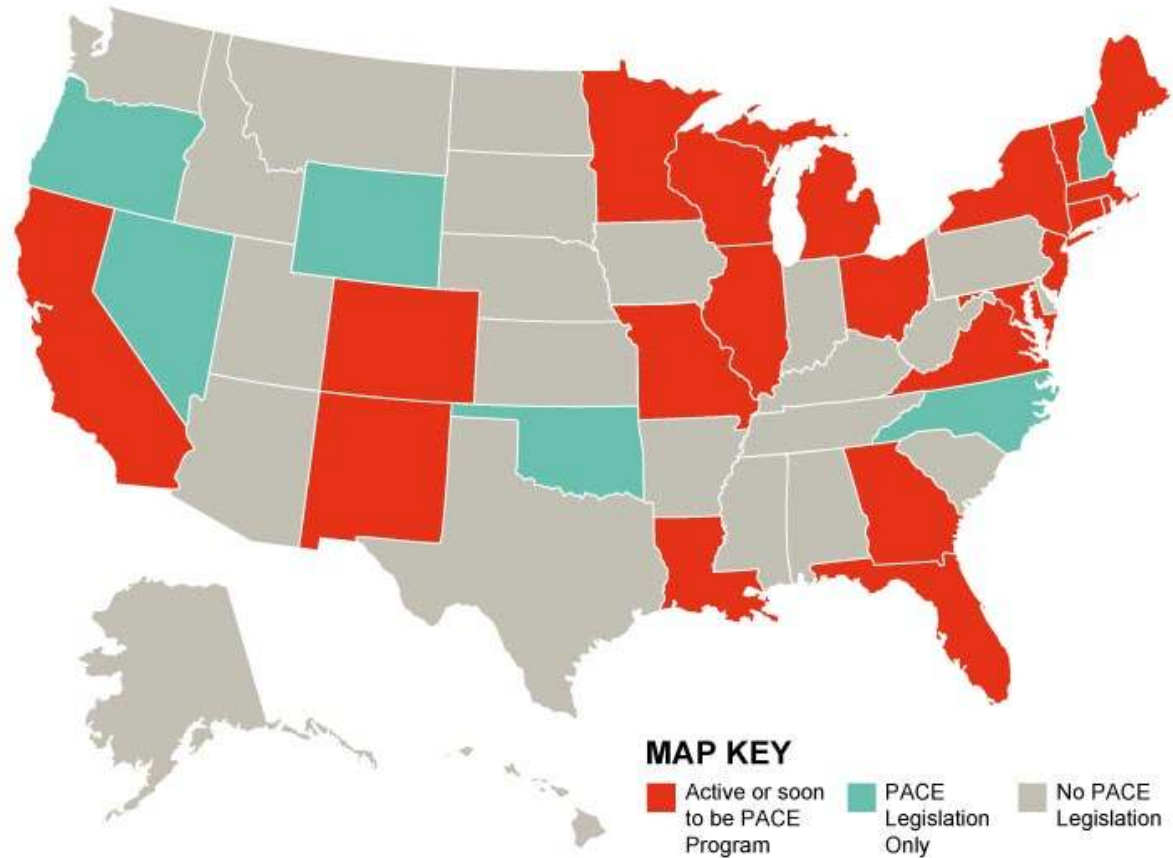 MAP KEY
Active or soon
to be PACE
Program
PACE
Legislation
Only
No PACE
Legislation